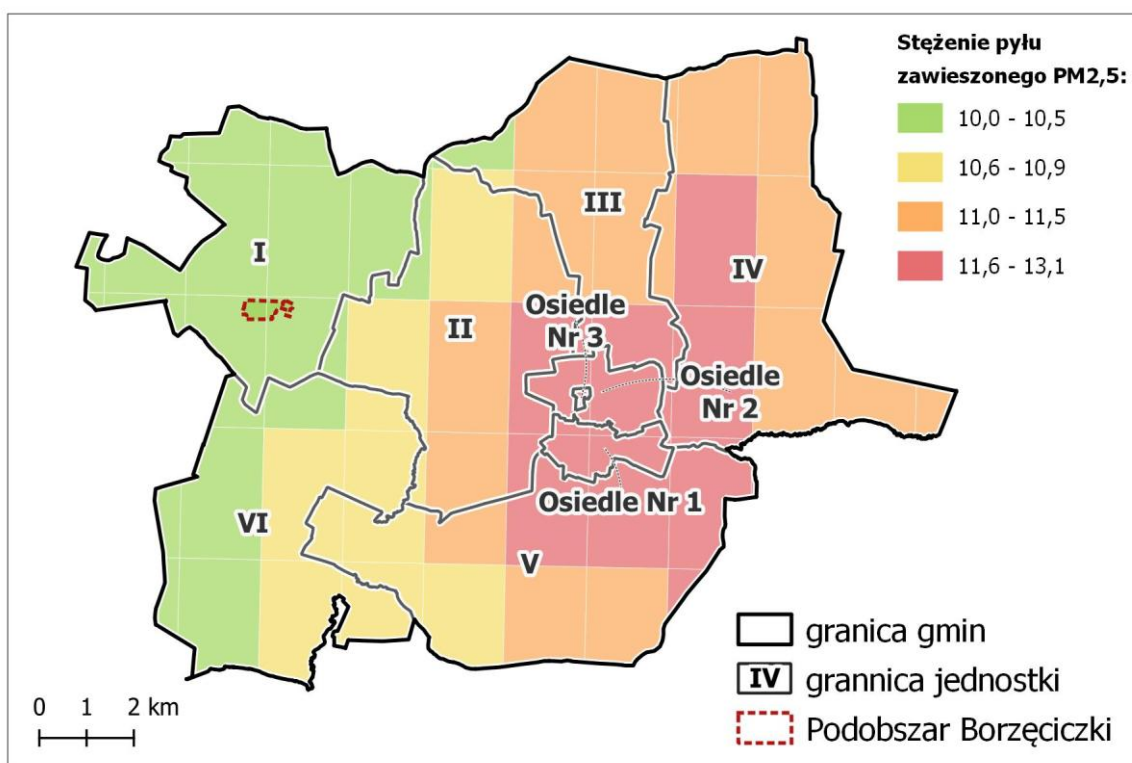 Stężenie pyłu
zawieszonego PM2,5:
10,0 - 10,5
10,6 - 10,9
11,0 - 11,5
11,6 - 13,1
III
I
IV
Osiedle
Nr 3
II
Osiedle
Nr 2
Osiedle Nr 1
VI
V
granica gmin
IV grannica jednostki
Podobszar Borzęciczki
0 1 2 km